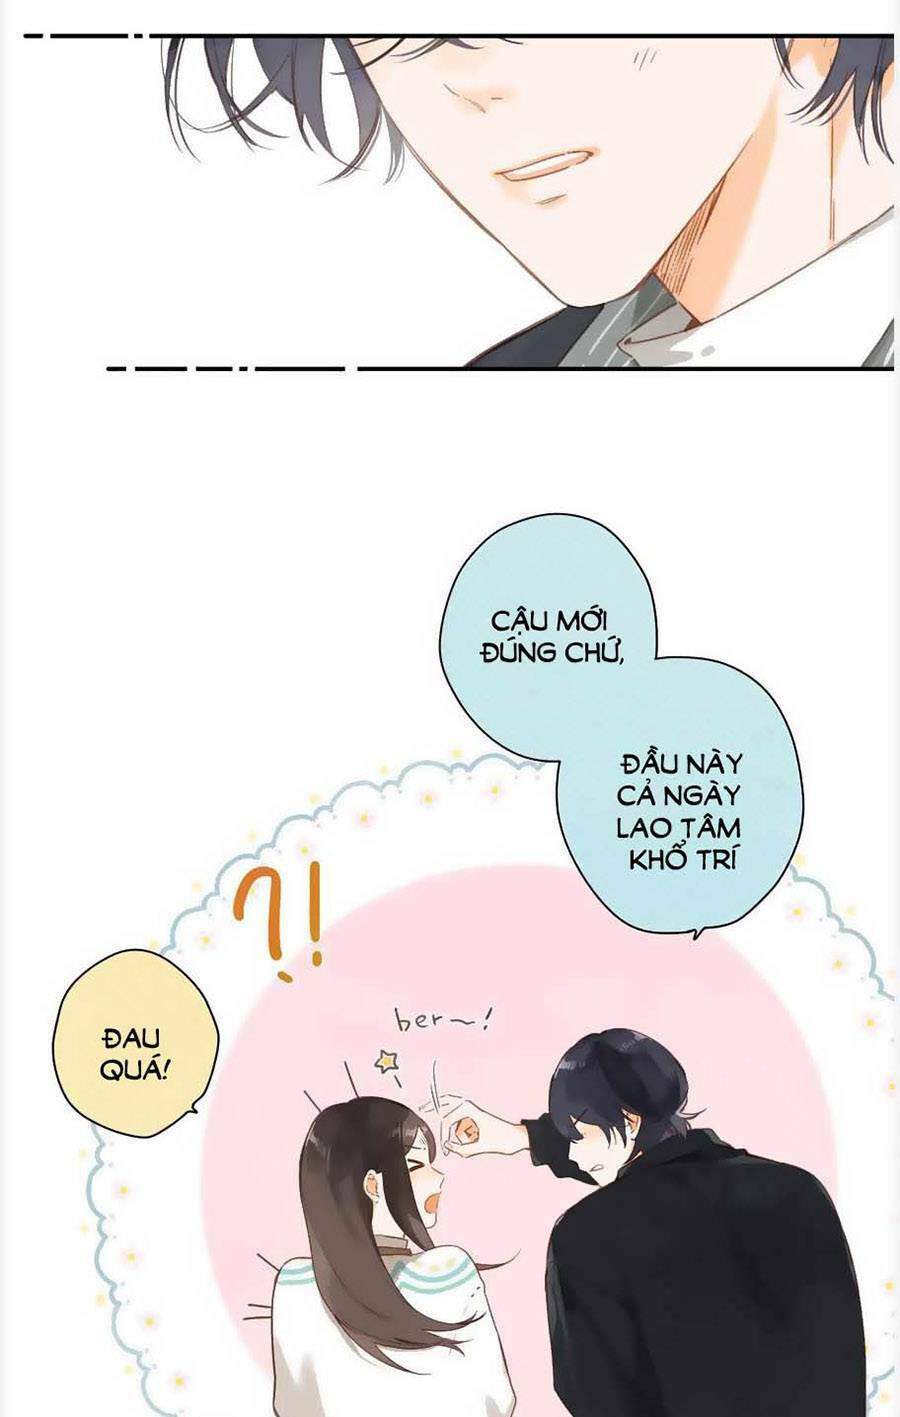 CẬU MỚI
ĐÚNG CHỨ,
ĐẦU NÀY
CẢ NGÀY
LAO TÂM
KHỔ TRÍ
?!
ber~!
ĐAU
QUÁ!